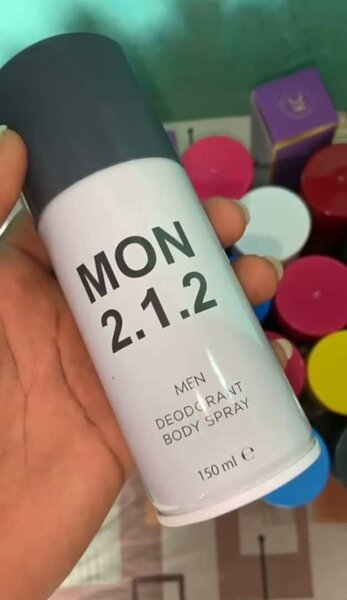 MON
2.1.2
MEN
DEODORANT
BODY SPRAY
150 ml ℮